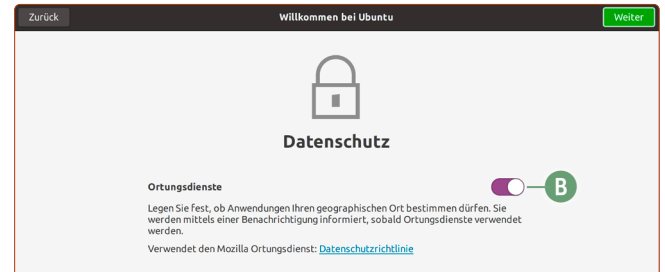 Zurück
Willkommen bei Ubuntu
Weiter
Datenschutz
Ortungsdienste
B
Legen Sie fest, ob Anwendungen Ihren geographischen Ort bestimmen dürfen. Sie
werden mittels einer Benachrichtigung informiert, sobald Ortungsdienste verwendet
werden.
Verwendet den Mozilla Ortungsdienst: Datenschutzrichtlinie